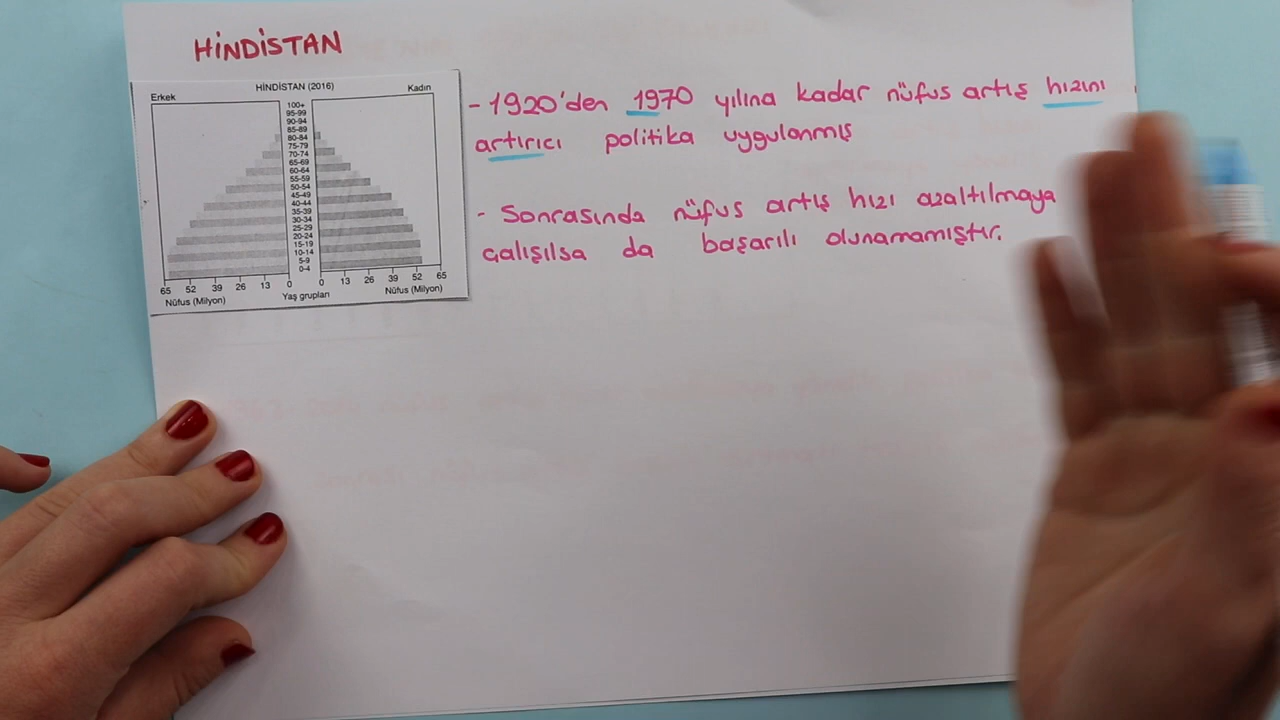 HİNDİSTAN
HİNDİSTAN (2016)
Erkek
Kadın
100+
95-99
90-94
85-89
80-84
75-79
70-74
65-69
60-64
55-59
50-54
45-49
40-44
35-39
30-34
25-29
20-24
15-19
10-14
5-9
0-4
65 52 39 26 13 0 0 13 26 39 52 65
Nüfus (Milyon) Yaş grupları Nüfus (Milyon)
- 1920'den 1970 yılına kadar nüfus artış hızını
artırıcı politika uygulanmış
- Sonrasında nüfus artış hızı azaltılmaya
çalışılsa da başarılı olunamamıştır.